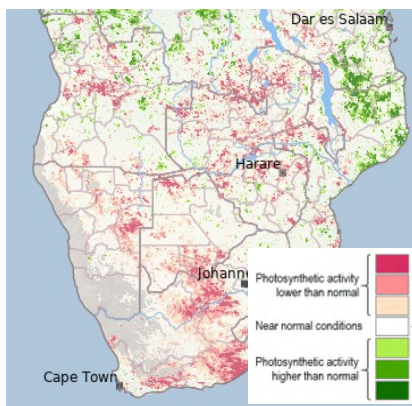 Dar es Salaam
Harare
Johanne
Cape Town
Photosynthetic activity
lower than normal
Near normal conditions
Photosynthetic activity
higher than normal